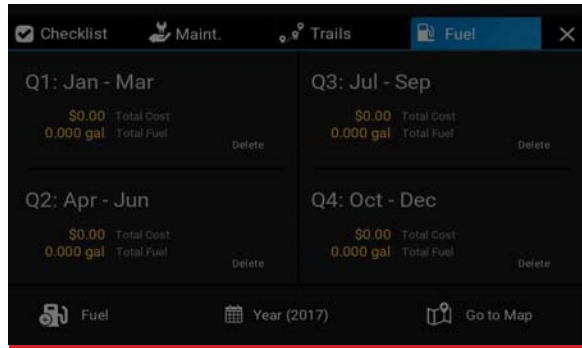 Checklist Maint. Trails Fuel
Q1: Jan - Mar
$0.00 Total Cost
0.000 gal Total Fuel
Delete
Q3: Jul - Sep
$0.00 Total Cost
0.000 gal Total Fuel
Delete
Q2: Apr - Jun
$0.00 Total Cost
0.000 gal Total Fuel
Delete
Q4: Oct - Dec
$0.00 Total Cost
0.000 gal Total Fuel
Delete
Fuel Year (2017) Go to Map